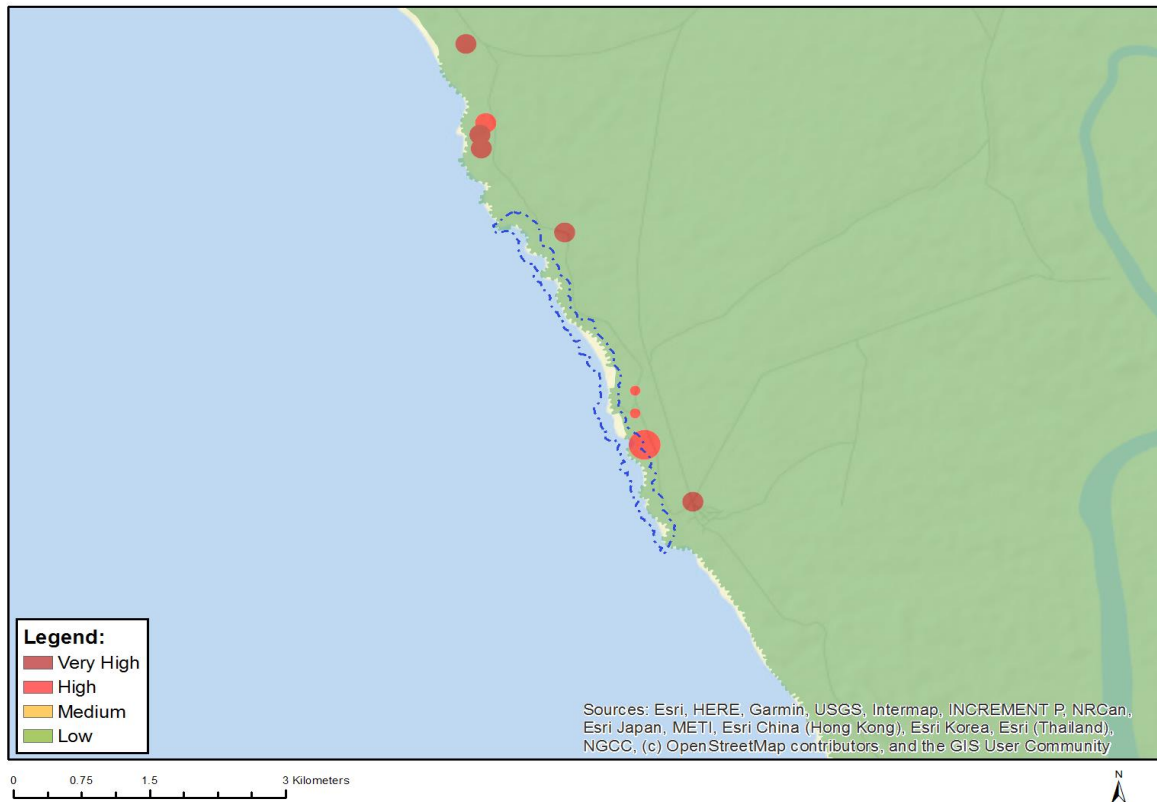 Legend:
Very High
High
Medium
Low
Sources: Esri, HERE, Garmin, USGS, Intermap, INCREMENT P, NRCan,
Esri Japan, METI, Esri China (Hong Kong), Esri Korea, Esri (Thailand),
NGCC, (c) OpenStreetMap contributors, and the GIS User Community
0 0.75 1.5 3 Kilometers
N